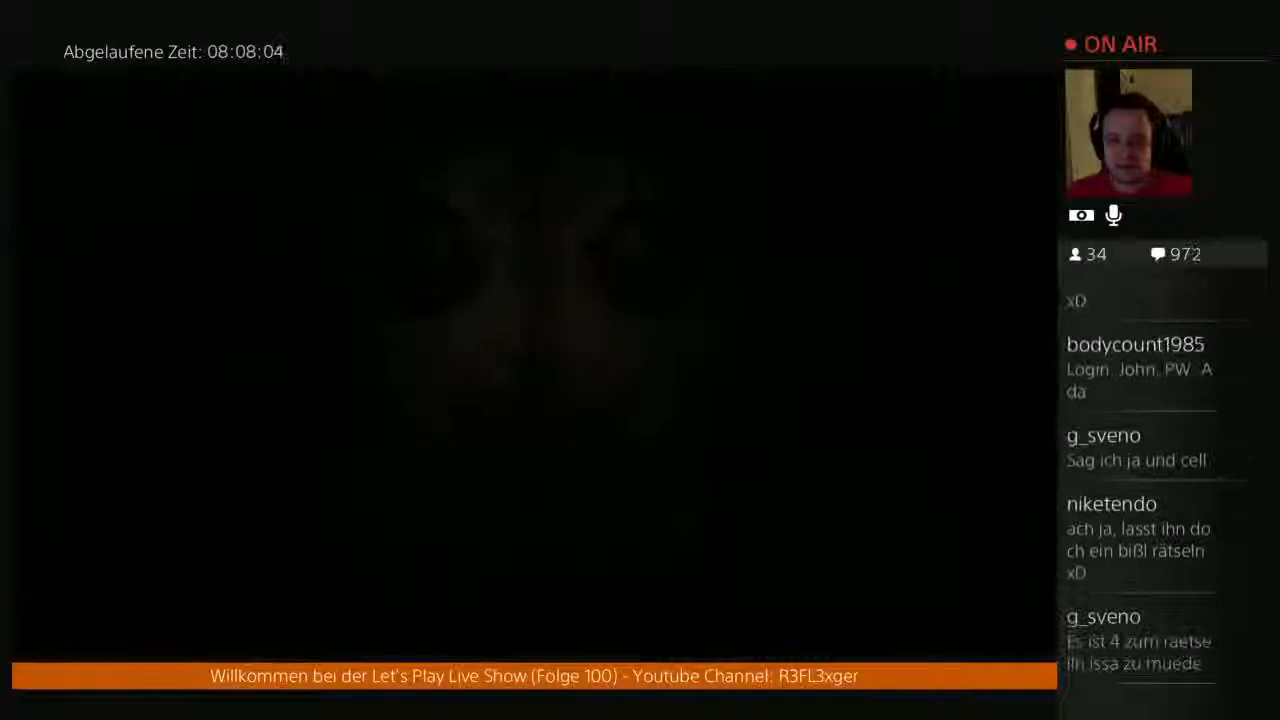 Abgelaufene Zeit: 08:08:04
ON AIR
34 972
xD
bodycount1985
Login. John. PW. A
da
g_sveno
Sag ich ja und cell
niketendo
ach ja, lasst ihn do
ch ein bißl rätseln
xD
g_sveno
Es ist 4 zum raetse
ln issa zu muede
Willkommen bei der Let's Play Live Show (Folge 100) - Youtube Channel: R3FL3xger